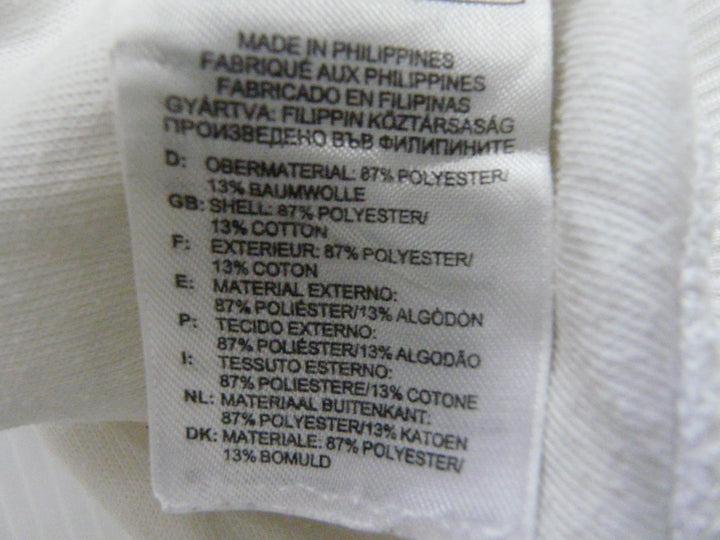 MADE IN PHILIPPINES
FABRIQUÉ AUX PHILIPPINES
FABRICADO EN FILIPINAS
GYÁRTVA: FILIPPIN KÖZTÁRSASÁG
ПРОИЗВЕДЕНО ВЪВ ФИЛИПИНИТЕ
D: OBERMATERIAL: 87% POLYESTER/
13% BAUMWOLLE
GB: SHELL: 87% POLYESTER/
13% COTTON
F: EXTERIEUR: 87% POLYESTER/
13% COTON
E: MATERIAL EXTERNO:
87% POLIÉSTER/13% ALGODÓN
P: TECIDO EXTERNO:
87% POLIÉSTER/13% ALGODÃO
I: TESSUTO ESTERNO:
87% POLIESTERE/13% COTONE
NL: MATERIAAL BUITENKANT:
87% POLYESTER/13% KATOEN
DK: MATERIALE: 87% POLYESTER/
13% BOMULD